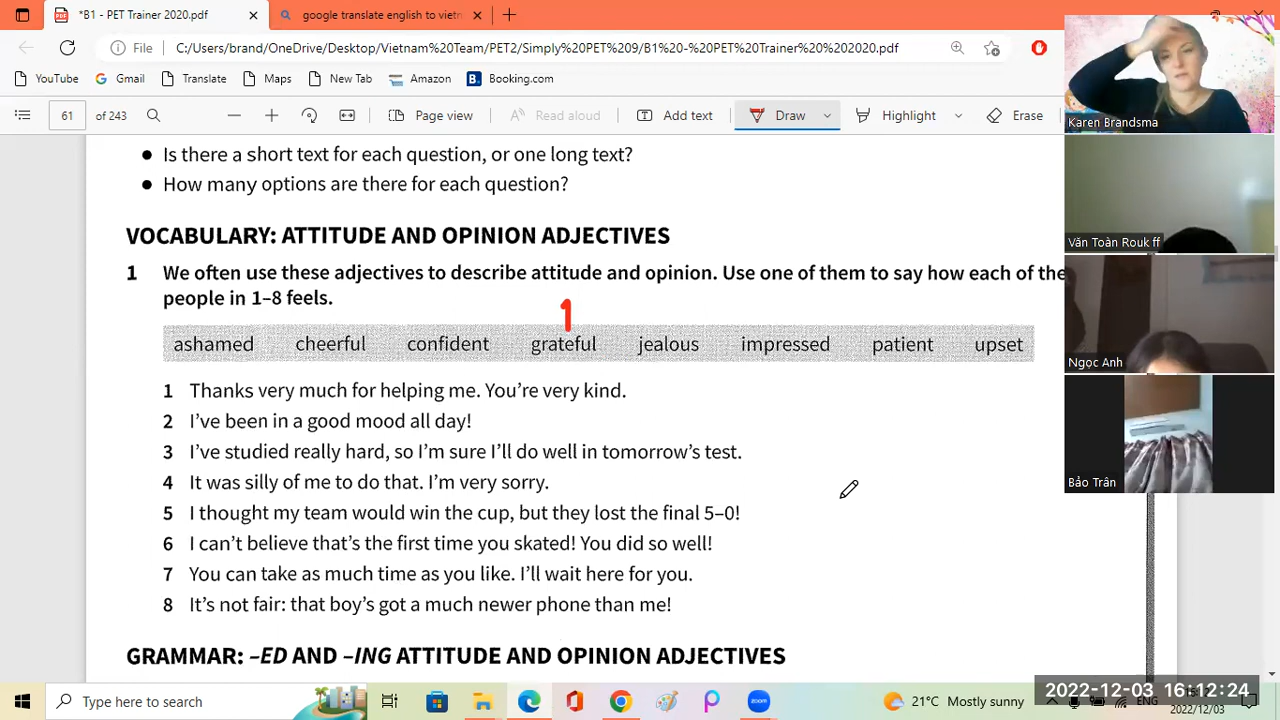 *B1 - PET Trainer 2020.pdf
google translate english to vietn
File
C:/Users/brand/OneDrive/Desktop/Vietnam%20Team/PET2/Simply%20PET%209/B1%20-%20PET%20Trainer%20%202020.pdf
YouTube Gmail Translate Maps New Tab Amazon Booking.com
61 of 243 Page view Read aloud Add text Draw Highlight Erase
Is there a short text for each question, or one long text?
How many options are there for each question?
VOCABULARY: ATTITUDE AND OPINION ADJECTIVES
1 We often use these adjectives to describe attitude and opinion. Use one of them to say how each of the
people in 1–8 feels.
1
ashamed cheerful confident grateful jealous impressed patient upset
1 Thanks very much for helping me. You're very kind.
2 I've been in a good mood all day!
3 I've studied really hard, so I'm sure I'll do well in tomorrow's test.
4 It was silly of me to do that. I'm very sorry.
5 I thought my team would win the cup, but they lost the final 5–0!
6 I can't believe that's the first time you skated! You did so well!
7 You can take as much time as you like. I'll wait here for you.
8 It's not fair: that boy's got a much newer phone than me!
GRAMMAR: –ED AND –ING ATTITUDE AND OPINION ADJECTIVES
Karen Brandsma
Văn Toàn Rouk ff
Ngọc Anh
Bảo Trân
Type here to search
zoom
21°C Mostly sunny
ENG
2022-12-03 16:12:24
2022/12/03